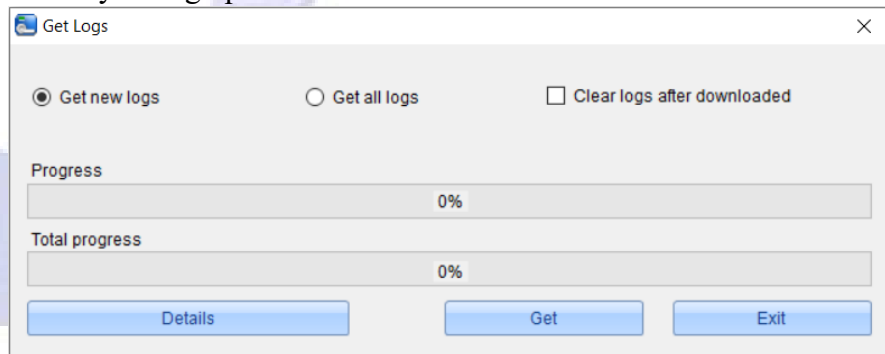 Get Logs
Get new logs Get all logs Clear logs after downloaded
Progress
0%
Total progress
0%
Details Get Exit